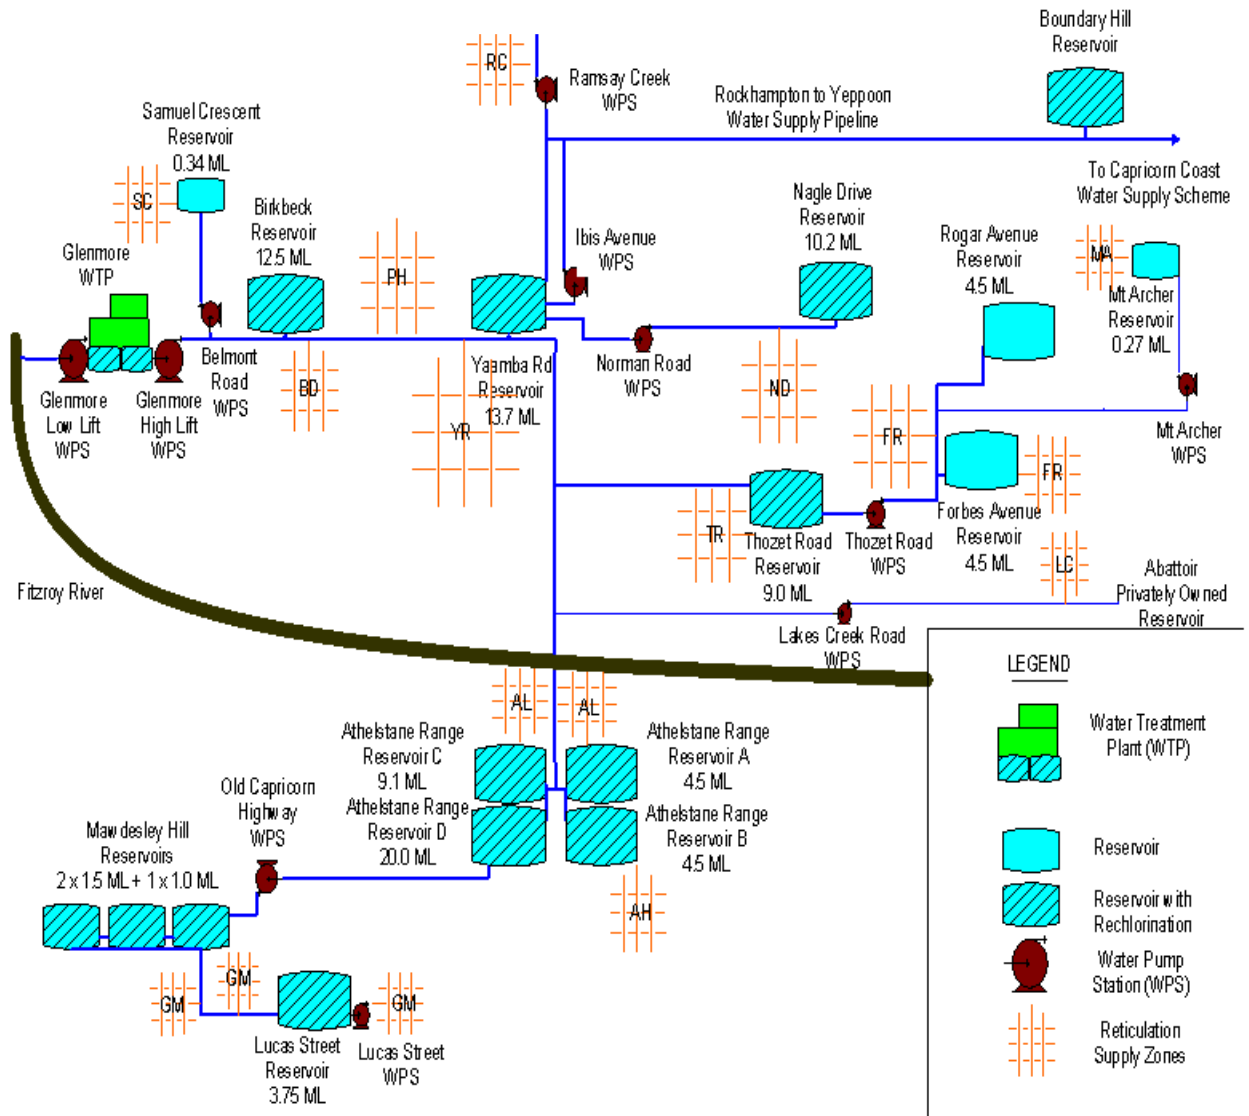 Boundary Hill
Reservoir
RC
Ramsay Creek
WPS
Rockhampton to Yeppoon
Water Supply Pipeline
Samuel Crescent
Reservoir
0.34 ML
SC
To Capricorn Coast
Water Supply Scheme
Birkbeck
Reservoir
12.5 ML
Nagle Drive
Reservoir
10.2 ML
Rogar Avenue
Reservoir
4.5 ML
Glenmore
WTP
PH
Ibis Avenue
WPS
MA
Mt Archer
Reservoir
0.27 ML
Belmont
Road
WPS
Glenmore
Low Lift
WPS
Glenmore
High Lift
WPS
BD
Yaamba Rd
Reservoir
13.7 ML
YR
Norman Road
WPS
ND
Mt Archer
WPS
FR
FR
TR
Thozet Road
Reservoir
9.0 ML
Thozet Road
WPS
Forbes Avenue
Reservoir
4.5 ML
LC
Abattoir
Privately Owned
Reservoir
Fitzroy River
Lakes Creek Road
WPS
AL
AL
Athelstane Range
Reservoir C
9.1 ML
Athelstane Range
Reservoir A
4.5 ML
Athelstane Range
Reservoir D
20.0 ML
Athelstane Range
Reservoir B
4.5 ML
Old Capricorn
Highway
WPS
Mawdesley Hill
Reservoirs
2 x 1.5 ML + 1 x 1.0 ML
AH
GM
GM
GM
Lucas Street
Reservoir
3.75 ML
Lucas Street
WPS
LEGEND
Water Treatment
Plant (WTP)
Reservoir
Reservoir with
Rechlorination
Water Pump
Station (WPS)
Reticulation
Supply Zones